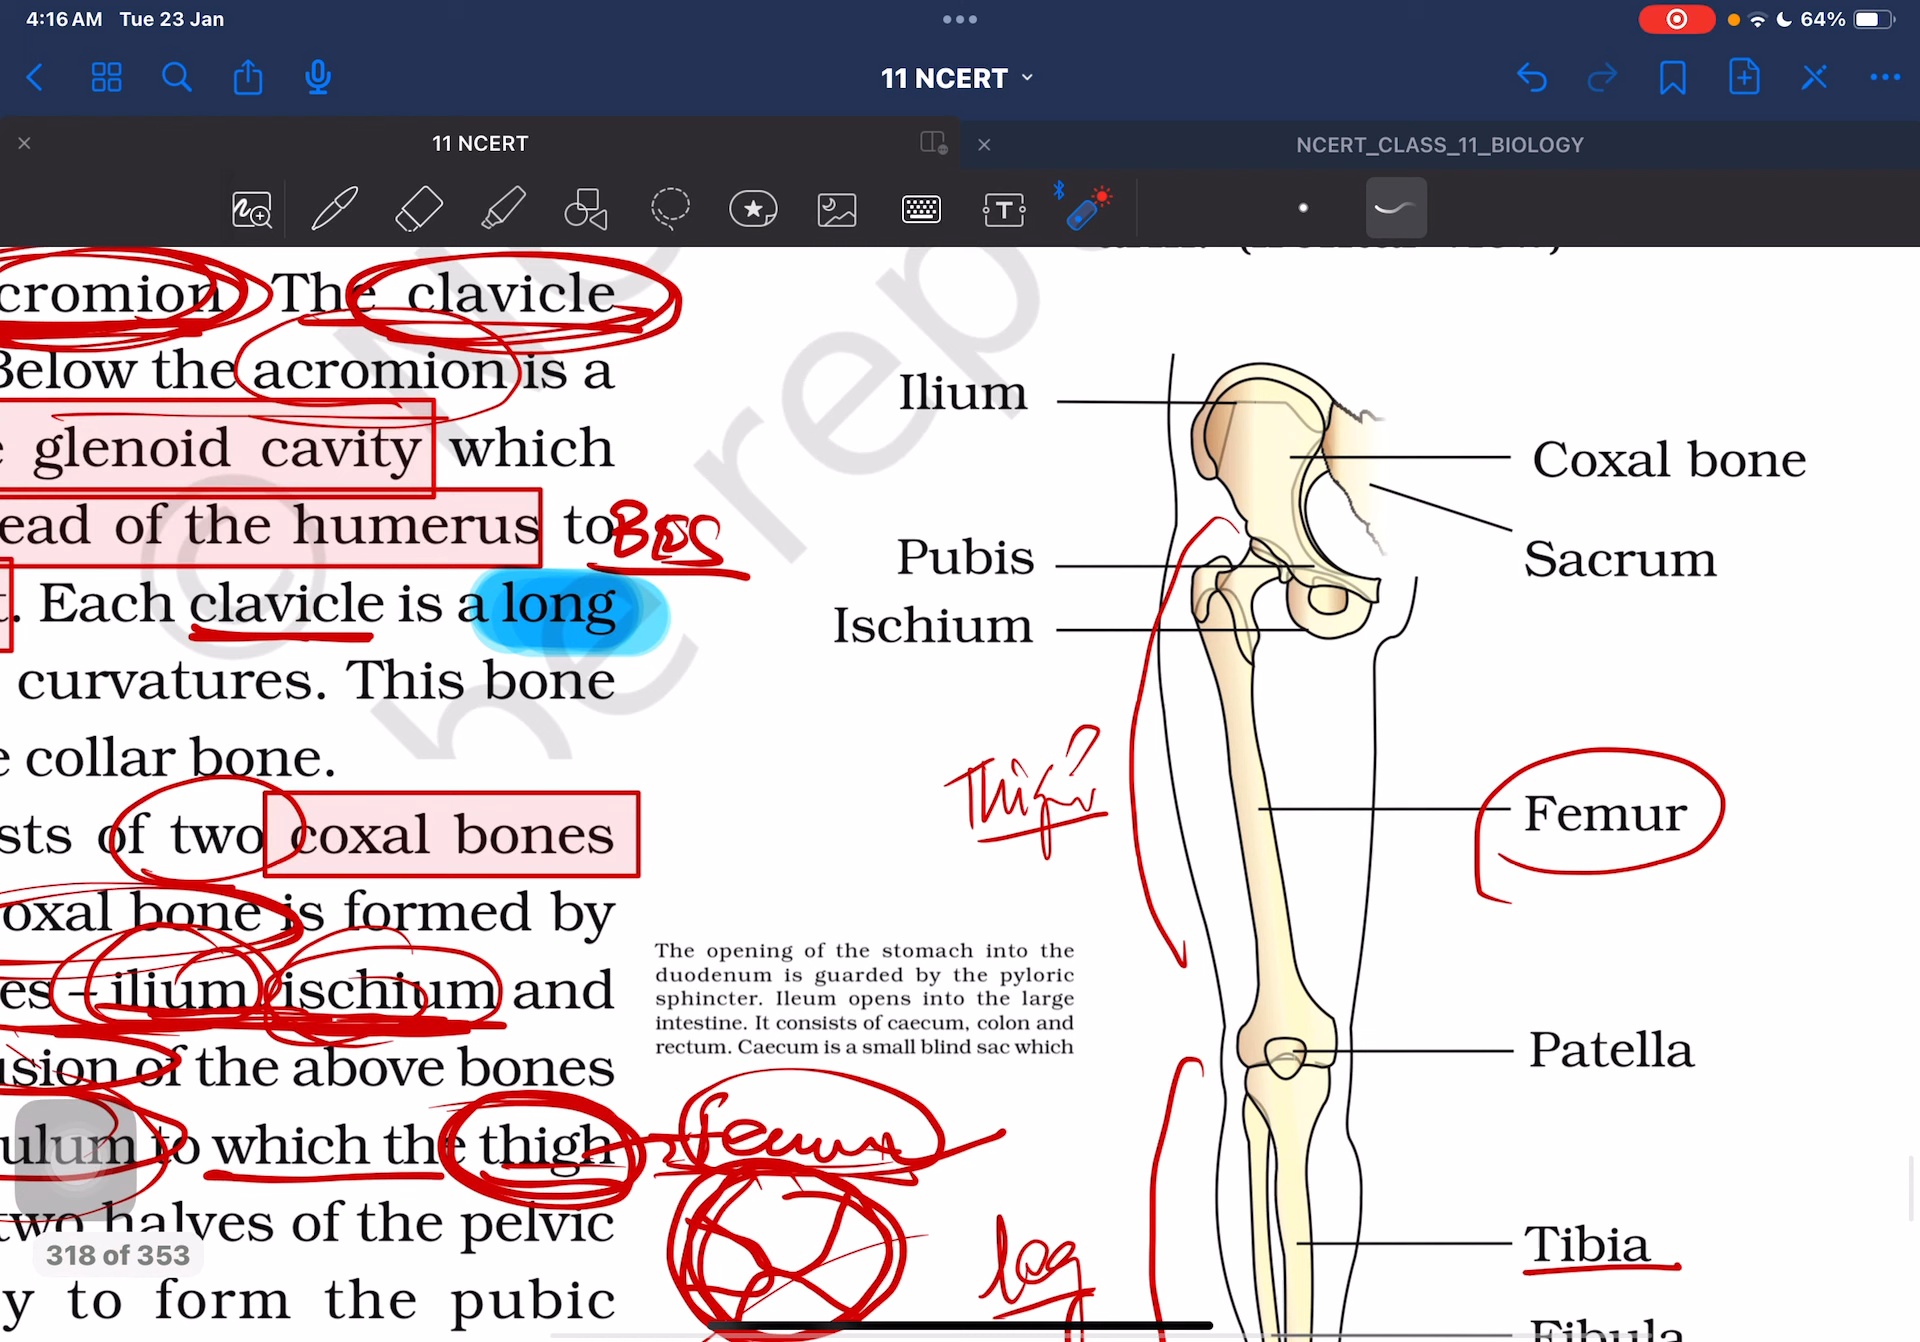 4:16 AM Tue 23 Jan
64%
11 NCERT
11 NCERT
NCERT_CLASS_11_BIOLOGY
T
cromion The clavicle
Below the acromion is a
glenoid cavity which
ead of the humerus to
. Each clavicle is a long
curvatures. This bone
e collar bone.
sts of two coxal bones
oxal bone is formed by
es – ilium ischium and
usion of the above bones
ulum to which the thigh
two halves of the pelvic
318 of 353
y to form the pubic
The opening of the stomach into the
duodenum is guarded by the pyloric
sphincter. Ileum opens into the large
intestine. It consists of caecum, colon and
rectum. Caecum is a small blind sac which
femur
Thigh
leg
Ilium
Coxal bone
Sacrum
Pubis
Ischium
Femur
Patella
Tibia
Fibula
© NC
he rep